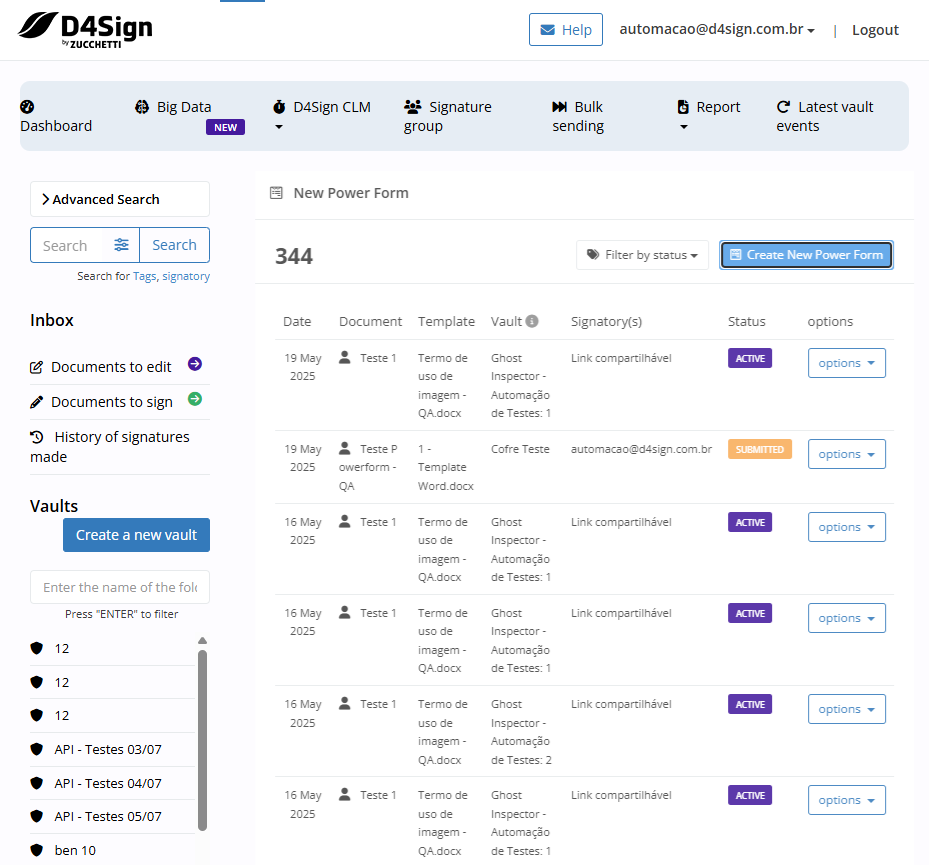 D4Sign
by ZUCCHETTI
Help
automacao@d4sign.com.br
|
Logout
Dashboard
Big Data
NEW
D4Sign CLM
Signature
group
Bulk
sending
Report
Latest vault
events
Advanced Search
Search
Search
Search for Tags, signatory
Inbox
Documents to edit
Documents to sign
History of signatures
made
Vaults
Create a new vault
Enter the name of the fol
Press "ENTER" to filter
12
12
12
API - Testes 03/07
API - Testes 04/07
API - Testes 05/07
ben 10
New Power Form
344
Filter by status
Create New Power Form
Date Document Template Vault Signatory(s) Status options
19 May Teste 1 Termo de Ghost Link compartilhável ACTIVE options
2025 uso de Inspector -
imagem - Automação
QA.docx de Testes: 1
19 May Teste P 1 - Cofre Teste automacao@d4sign.com.br SUBMITTED options
2025 owerform - Template
QA Word.docx
16 May Teste 1 Termo de Ghost Link compartilhável ACTIVE options
2025 uso de Inspector -
imagem - Automação
QA.docx de Testes: 1
16 May Teste 1 Termo de Ghost Link compartilhável ACTIVE options
2025 uso de Inspector -
imagem - Automação
QA.docx de Testes: 1
16 May Teste 1 Termo de Ghost Link compartilhável ACTIVE options
2025 uso de Inspector -
imagem - Automação
QA.docx de Testes: 2
16 May Teste 1 Termo de Ghost Link compartilhável ACTIVE options
2025 uso de Inspector -
imagem - Automação
QA.docx de Testes: 1